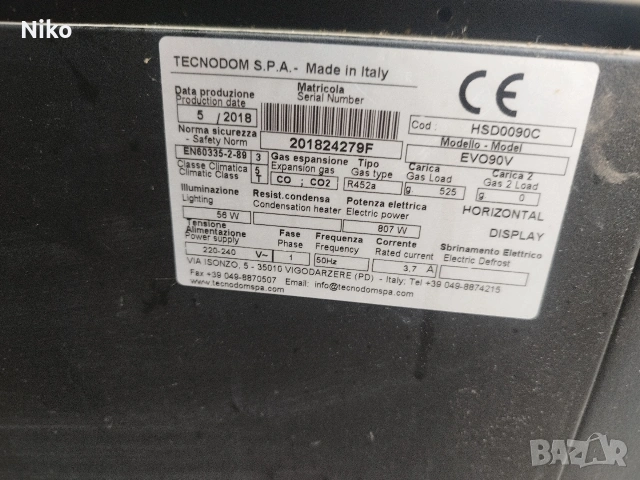 Niko
TECNODOM S.P.A. - Made in Italy
Data produzione
Production date
5 / 2018
Matricola
Serial Number
201824279F
CE
Cod: HSD0090C
Modello - Model
EVO90V
Norma sicurezza
- Safety Norm
EN60335-2-89
Classe Climatica
Climatic Class
3
5
T
Gas espansione
Expansion gas
CO ; CO2
Tipo
Gas type
R452a
Carica
Gas Load
g. 525
Carica 2
Gas 2 Load
g. 0
Illuminazione
Lighting
56 W
Resist.condensa
Condensation heater
Potenza elettrica
Electric power
807 W
HORIZONTAL
DISPLAY
Tensione
Alimentazione
Power supply
220-240 V~
Fase
Phase
1
Frequenza
Frequency
50Hz
Corrente
Rated current
3,7 A
Sbrinamento Elettrico
Electric Defrost
VIA ISONZO, 5 - 35010 VIGODARZERE (PD) - Italy; Tel +39 049-8874215
Fax +39 049-8870507 Email: info@tecnodomspa.com
www.tecnodomspa.com
BAZAR